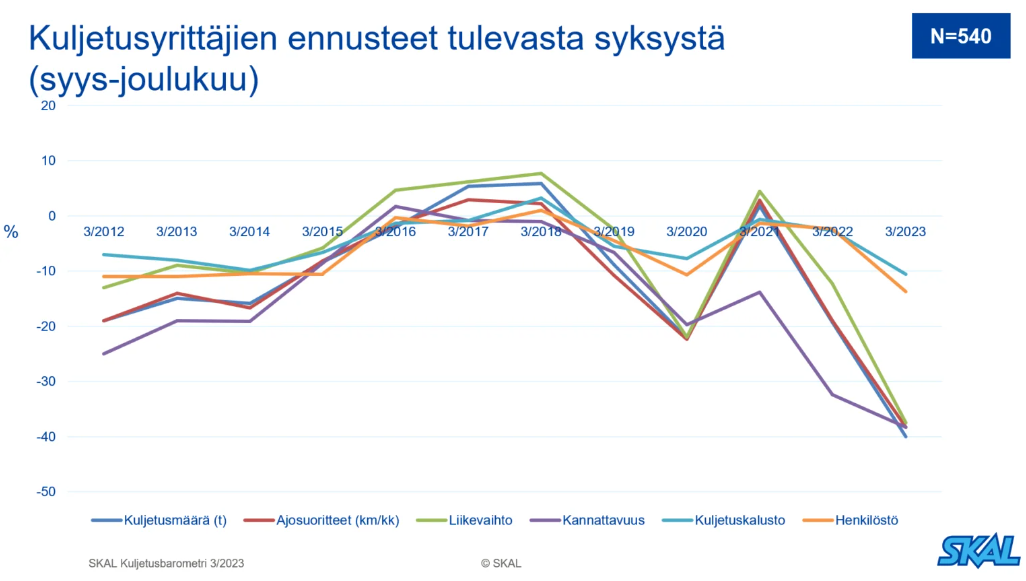 Kuljetusyrittäjien ennusteet tulevasta syksystä
(syys-joulukuu)
N=540
20
10
0
-10
-20
-30
-40
-50
%
3/2012 3/2013 3/2014 3/2015 3/2016 3/2017 3/2018 3/2019 3/2020 3/2021 3/2022 3/2023
Kuljetusmäärä (t) Ajosuoritteet (km/kk) Liikevaihto Kannattavuus Kuljetuskalusto Henkilöstö
SKAL Kuljetusbarometri 3/2023
© SKAL
SKAL